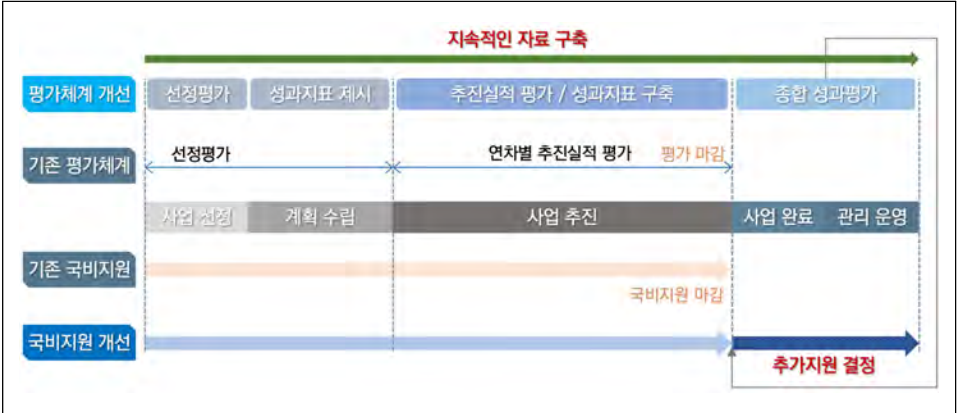 지속적인 자료 구축
평가체계 개선 선정평가 성과지표 제시 추진실적 평가 / 성과지표 구축 종합 성과평가
기존 평가체계 선정평가 연차별 추진실적 평가 평가 마감
사업 선정 계획 수립 사업 추진 사업 완료 관리 운영
기존 국비지원
국비지원 마감
국비지원 개선
추가지원 결정